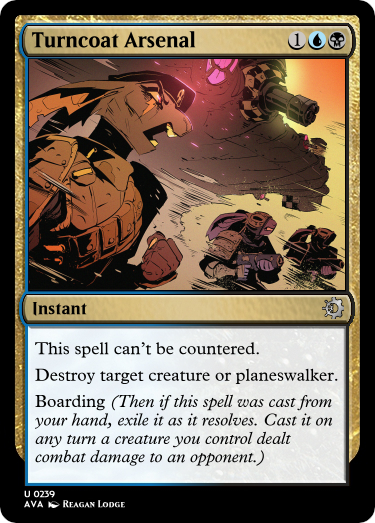 Turncoat Arsenal 1
Instant
This spell can't be countered.
Destroy target creature or planeswalker.
Boarding (Then if this spell was cast from
your hand, exile it as it resolves. Cast it on
any turn a creature you control dealt
combat damage to an opponent.)
U 0239
AVA Reagan Lodge